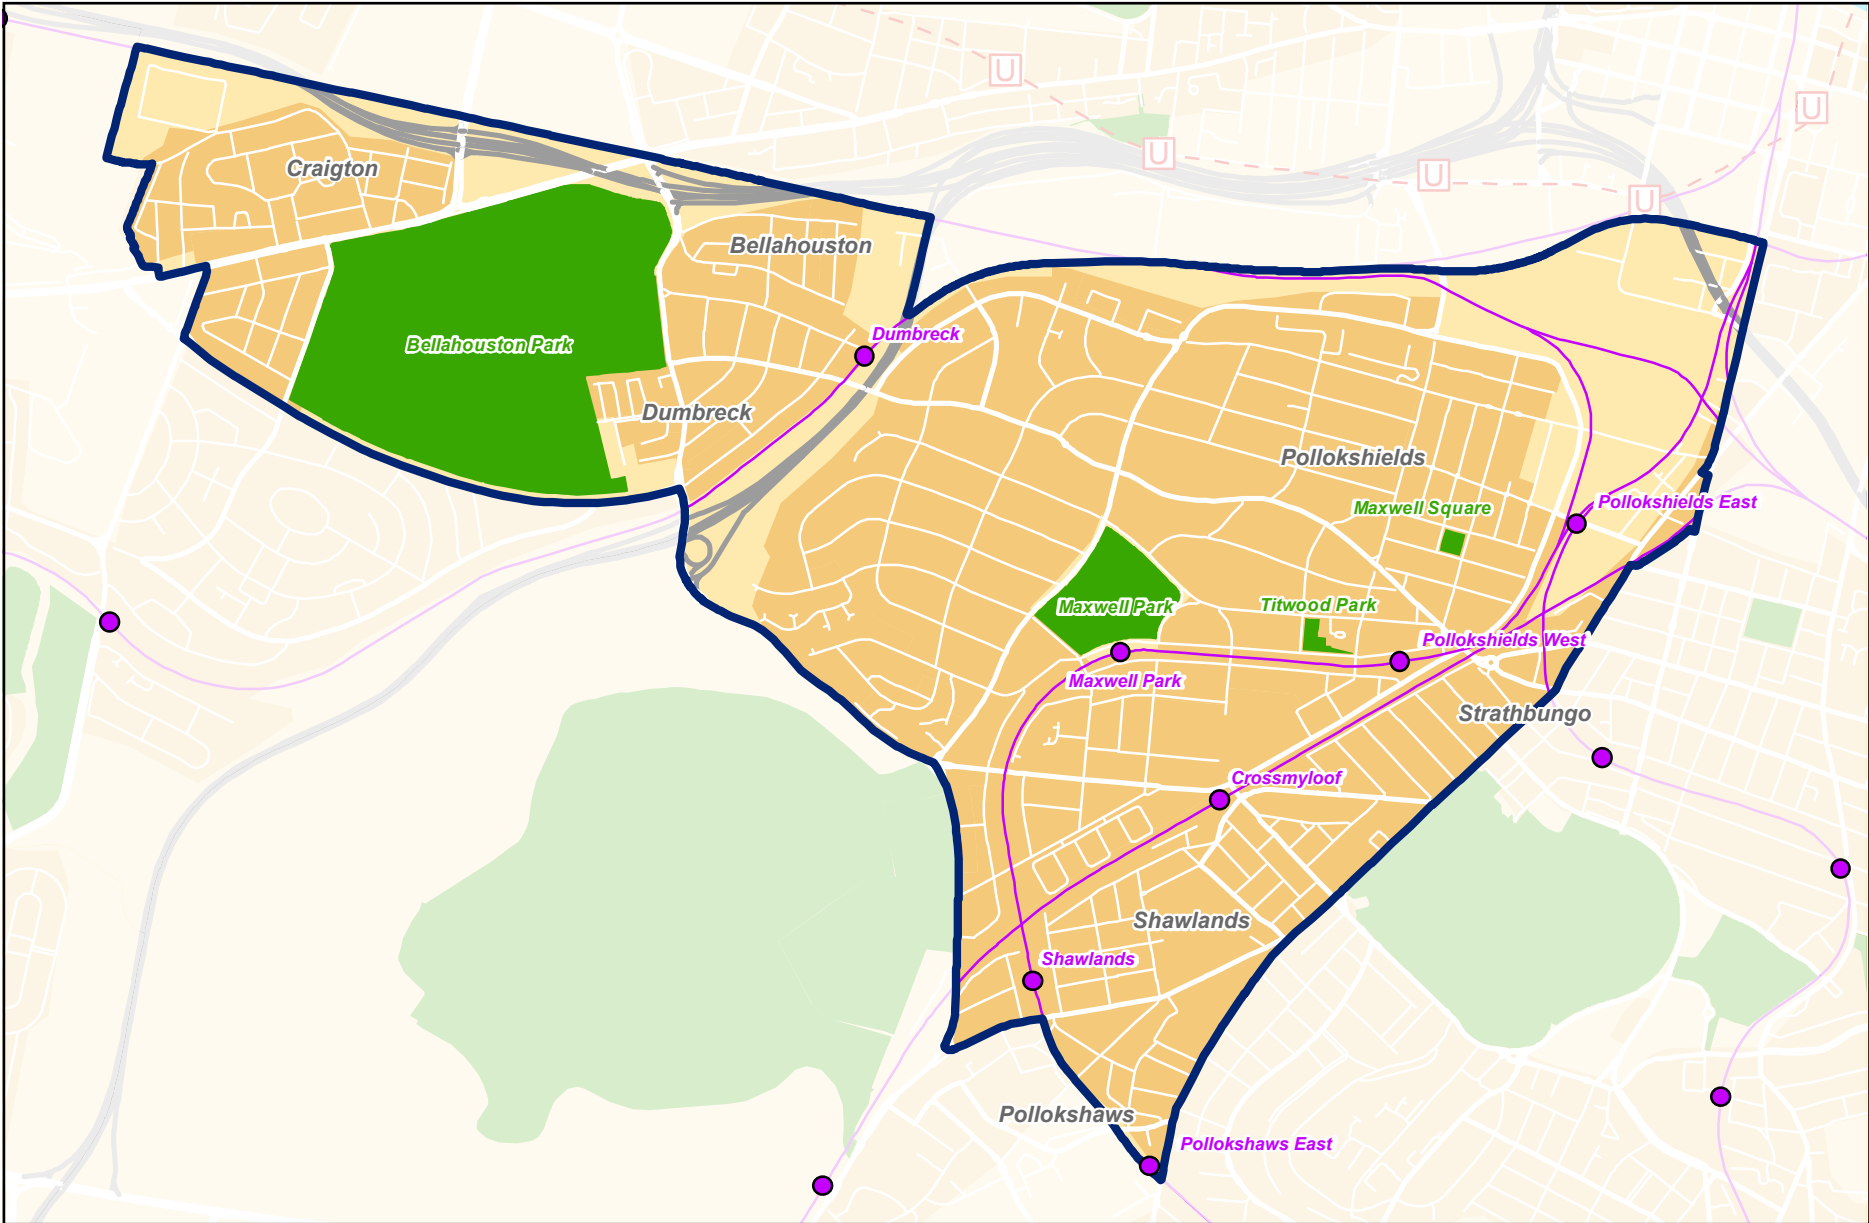 U
U
U
U
U
Craigton
Bellahouston
Dumbreck
Bellahouston Park
Dumbreck
Pollokshields
Maxwell Square
Pollokshields East
Maxwell Park
Titwood Park
Pollokshields West
Maxwell Park
Strathbungo
Crossmyloof
Shawlands
Shawlands
Pollokshaws
Pollokshaws East